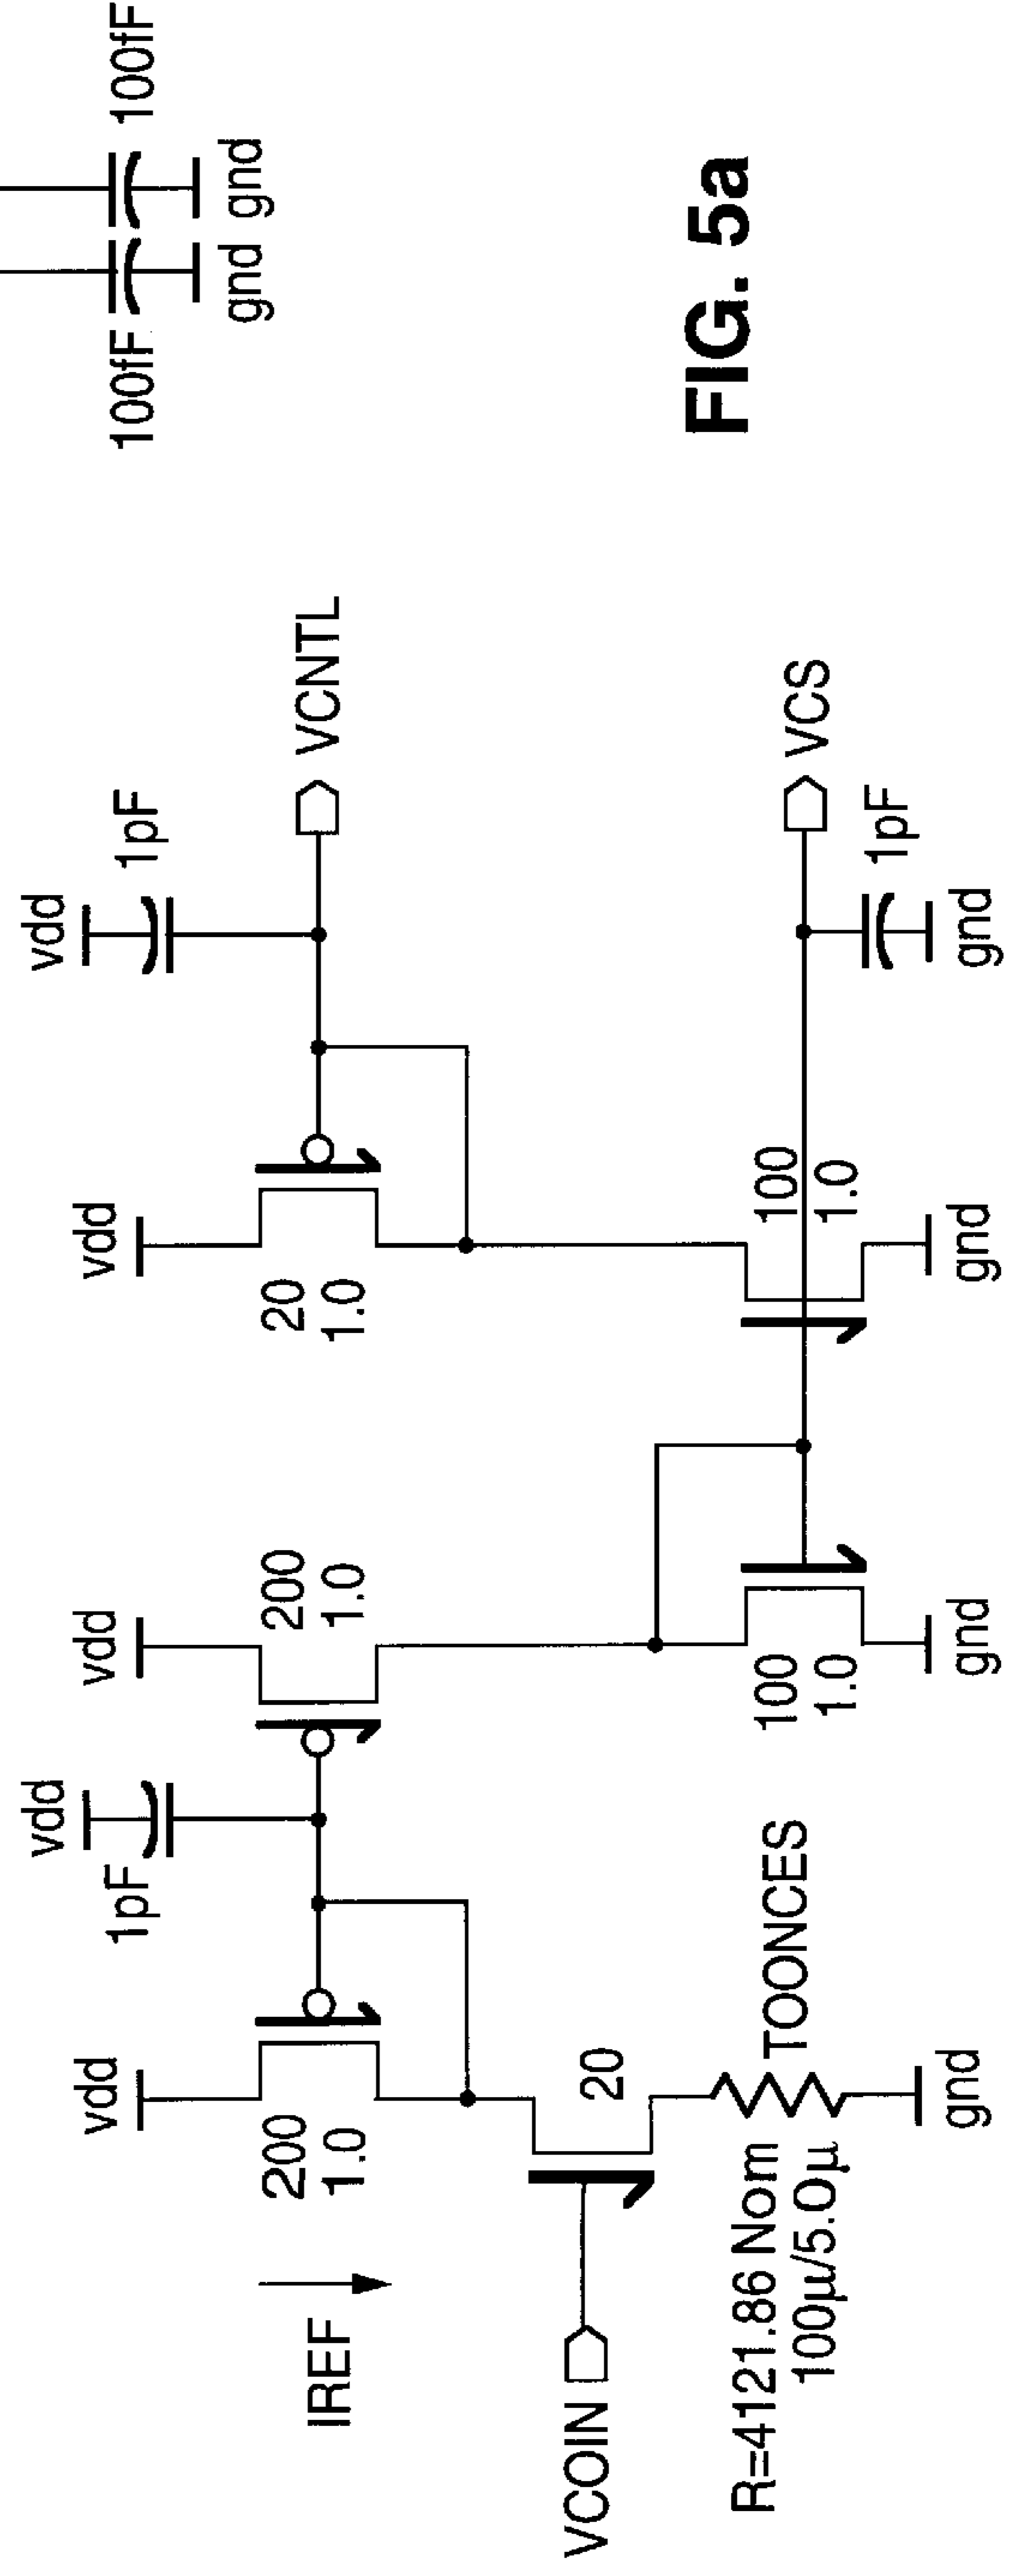 100fF
100fF
gnd
gnd
vdd
1pF
vdd
1pF
vdd
200
1.0
vdd
200
1.0
vdd
20
1.0
VCNTL
IREF
VCOIN
20
TOONCES
R=4121.86 Nom
100μ/5.0μ
gnd
100
1.0
gnd
100
1.0
gnd
VCS
1pF
gnd
FIG. 5a